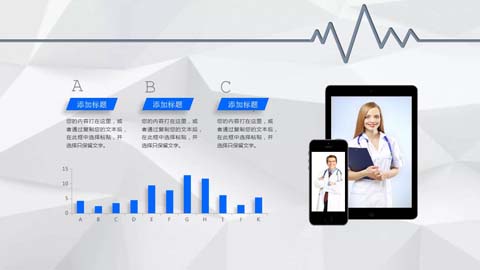 A B C
添加标题 添加标题 添加标题
您的内容打在这里，或 您的内容打在这里，或 您的内容打在这里，或
者通过复制您的文本后， 者通过复制您的文本后， 者通过复制您的文本后，
在此框中选择粘贴，并 在此框中选择粘贴，并 在此框中选择粘贴，并
选择只保留文字。 选择只保留文字。 选择只保留文字。
15
10
5
0
A B C D E F G H I J K